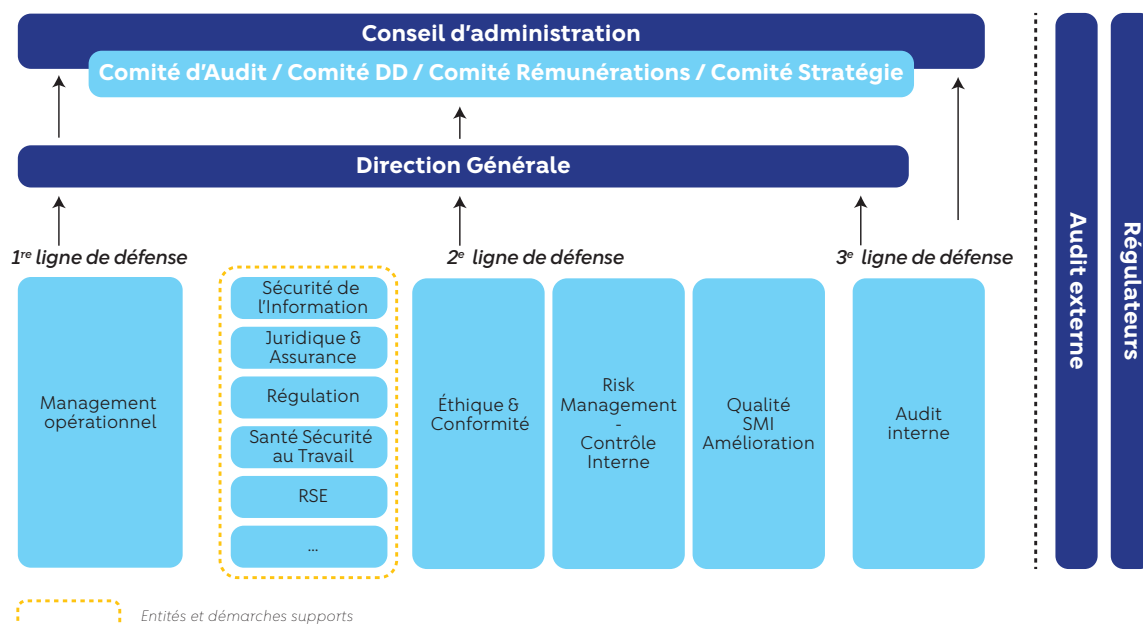 Conseil d'administration
Comité d'Audit / Comité DD / Comité Rémunérations / Comité Stratégie
Direction Générale
1re ligne de défense
2e ligne de défense
3e ligne de défense
Management
opérationnel
Sécurité de
l'Information
Juridique &
Assurance
Régulation
Santé Sécurité
au Travail
RSE
...
Éthique &
Conformité
Risk
Management
-
Contrôle
Interne
Qualité
SMI
Amélioration
Audit
interne
Audit externe
Régulateurs
Entités et démarches supports